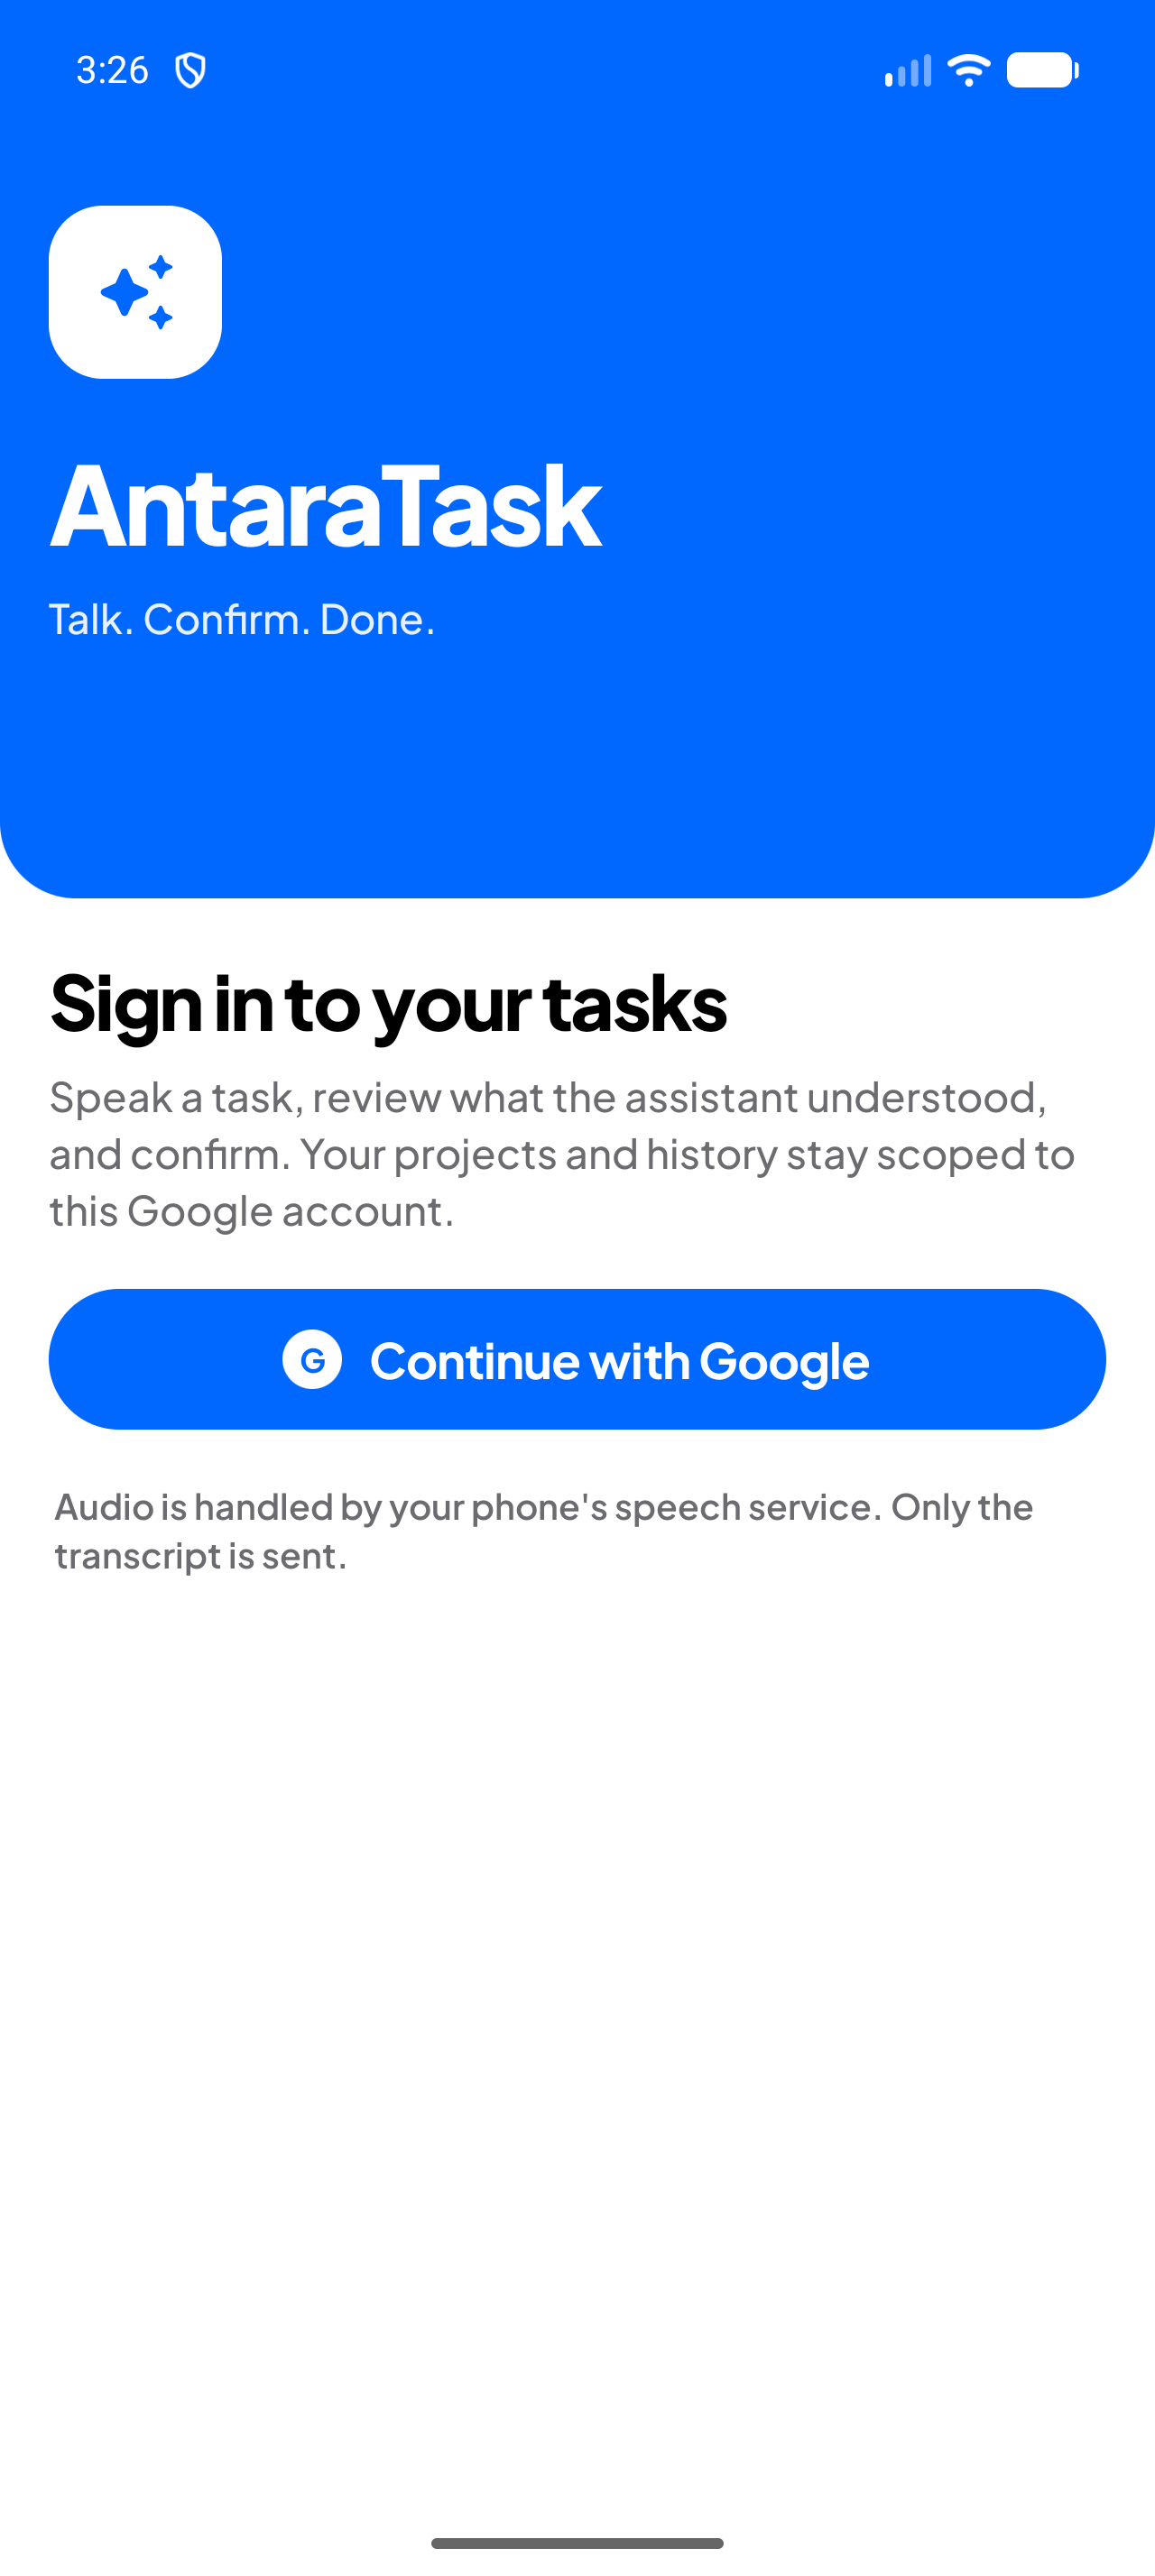 3:26
AntaraTask
Talk. Confirm. Done.
Sign in to your tasks
Speak a task, review what the assistant understood,
and confirm. Your projects and history stay scoped to
this Google account.
G Continue with Google
Audio is handled by your phone's speech service. Only the
transcript is sent.